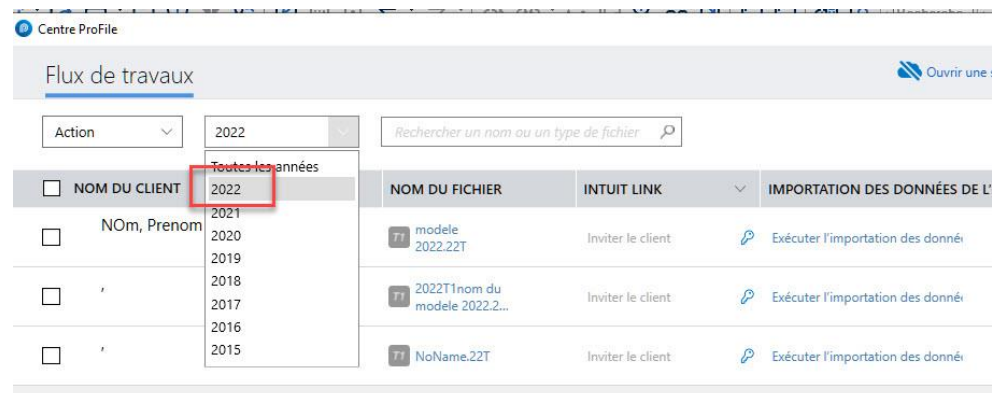 Centre ProFile
Flux de travaux
Ouvrir une
Action
2022
Rechercher un nom ou un type de fichier
Toutes les années
2022
2021
2020
2019
2018
2017
2016
2015
NOM DU CLIENT
NOM DU FICHIER
INTUIT LINK
IMPORTATION DES DONNÉES DE L'
NOm, Prenom
T1
modele
2022.22T
Inviter le client
Exécuter l'importation des donné
,
T1
2022T1nom du
modele 2022.2...
Inviter le client
Exécuter l'importation des donné
,
T1
NoName.22T
Inviter le client
Exécuter l'importation des donné